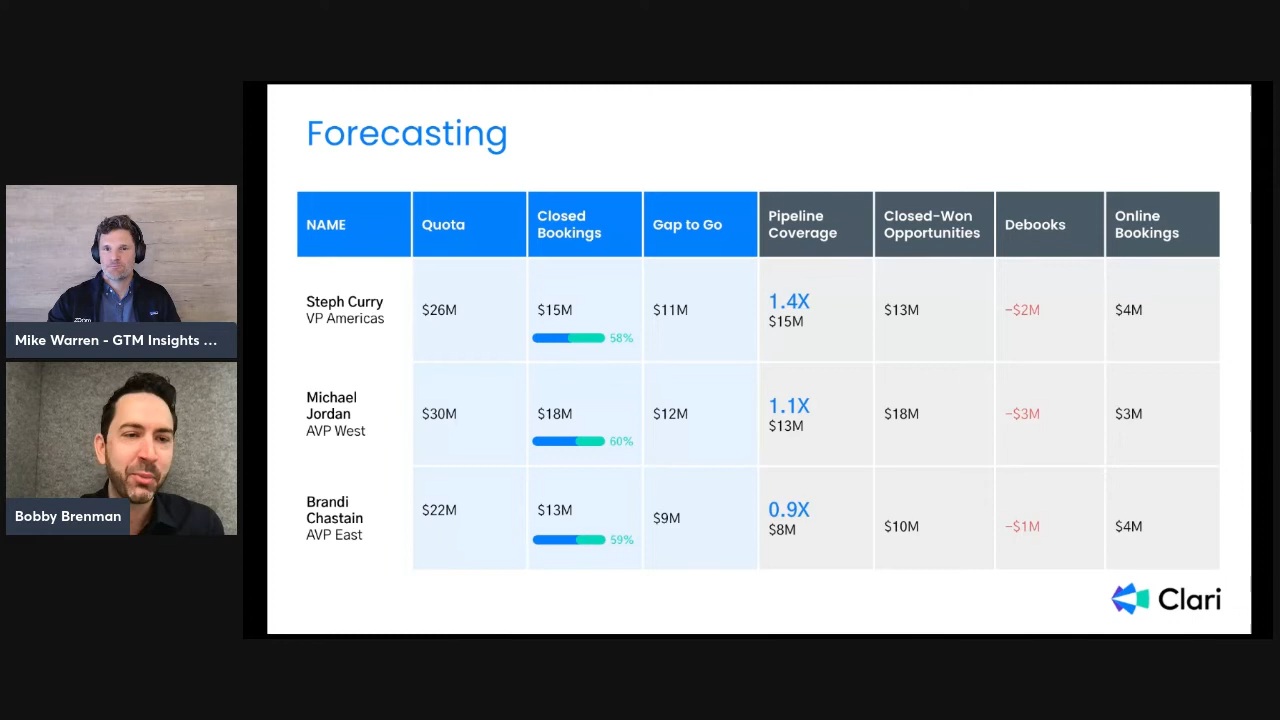 Forecasting
NAME
Quota
Closed
Bookings
Gap to Go
Pipeline
Coverage
Closed-Won
Opportunities
Debooks
Online
Bookings
Steph Curry
VP Americas
$26M
$15M
58%
$11M
1.4X
$15M
$13M
-$2M
$4M
Michael
Jordan
AVP West
$30M
$18M
60%
$12M
1.1X
$13M
$18M
-$3M
$3M
Brandi
Chastain
AVP East
$22M
$13M
59%
$9M
0.9X
$8M
$10M
-$1M
$4M
Clari
Mike Warren - GTM Insights ...
Bobby Brenman